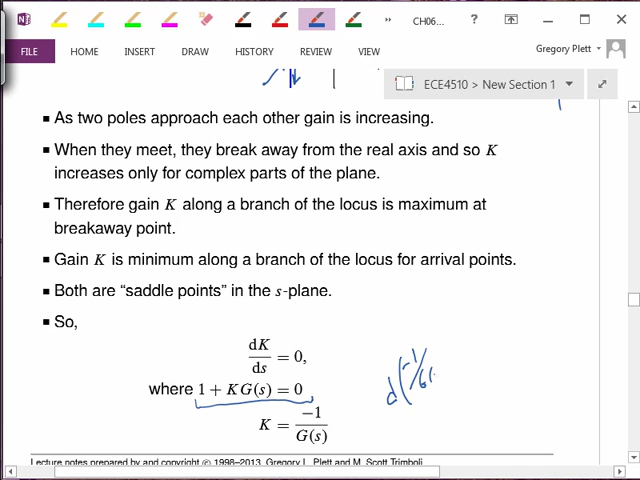 CH06...
?
FILE
HOME
INSERT
DRAW
HISTORY
REVIEW
VIEW
Gregory Plett
ECE4510 > New Section 1
■ As two poles approach each other gain is increasing.
■ When they meet, they break away from the real axis and so K
increases only for complex parts of the plane.
■ Therefore gain K along a branch of the locus is maximum at
breakaway point.
■ Gain K is minimum along a branch of the locus for arrival points.
■ Both are “saddle points” in the s-plane.
■ So,
dK/ds = 0,
where 1 + KG(s) = 0
K = −1/G(s)
d(-1/G(
Lecture notes prepared by and copyright © 1998–2013, Gregory L. Plett and M. Scott Trimboli